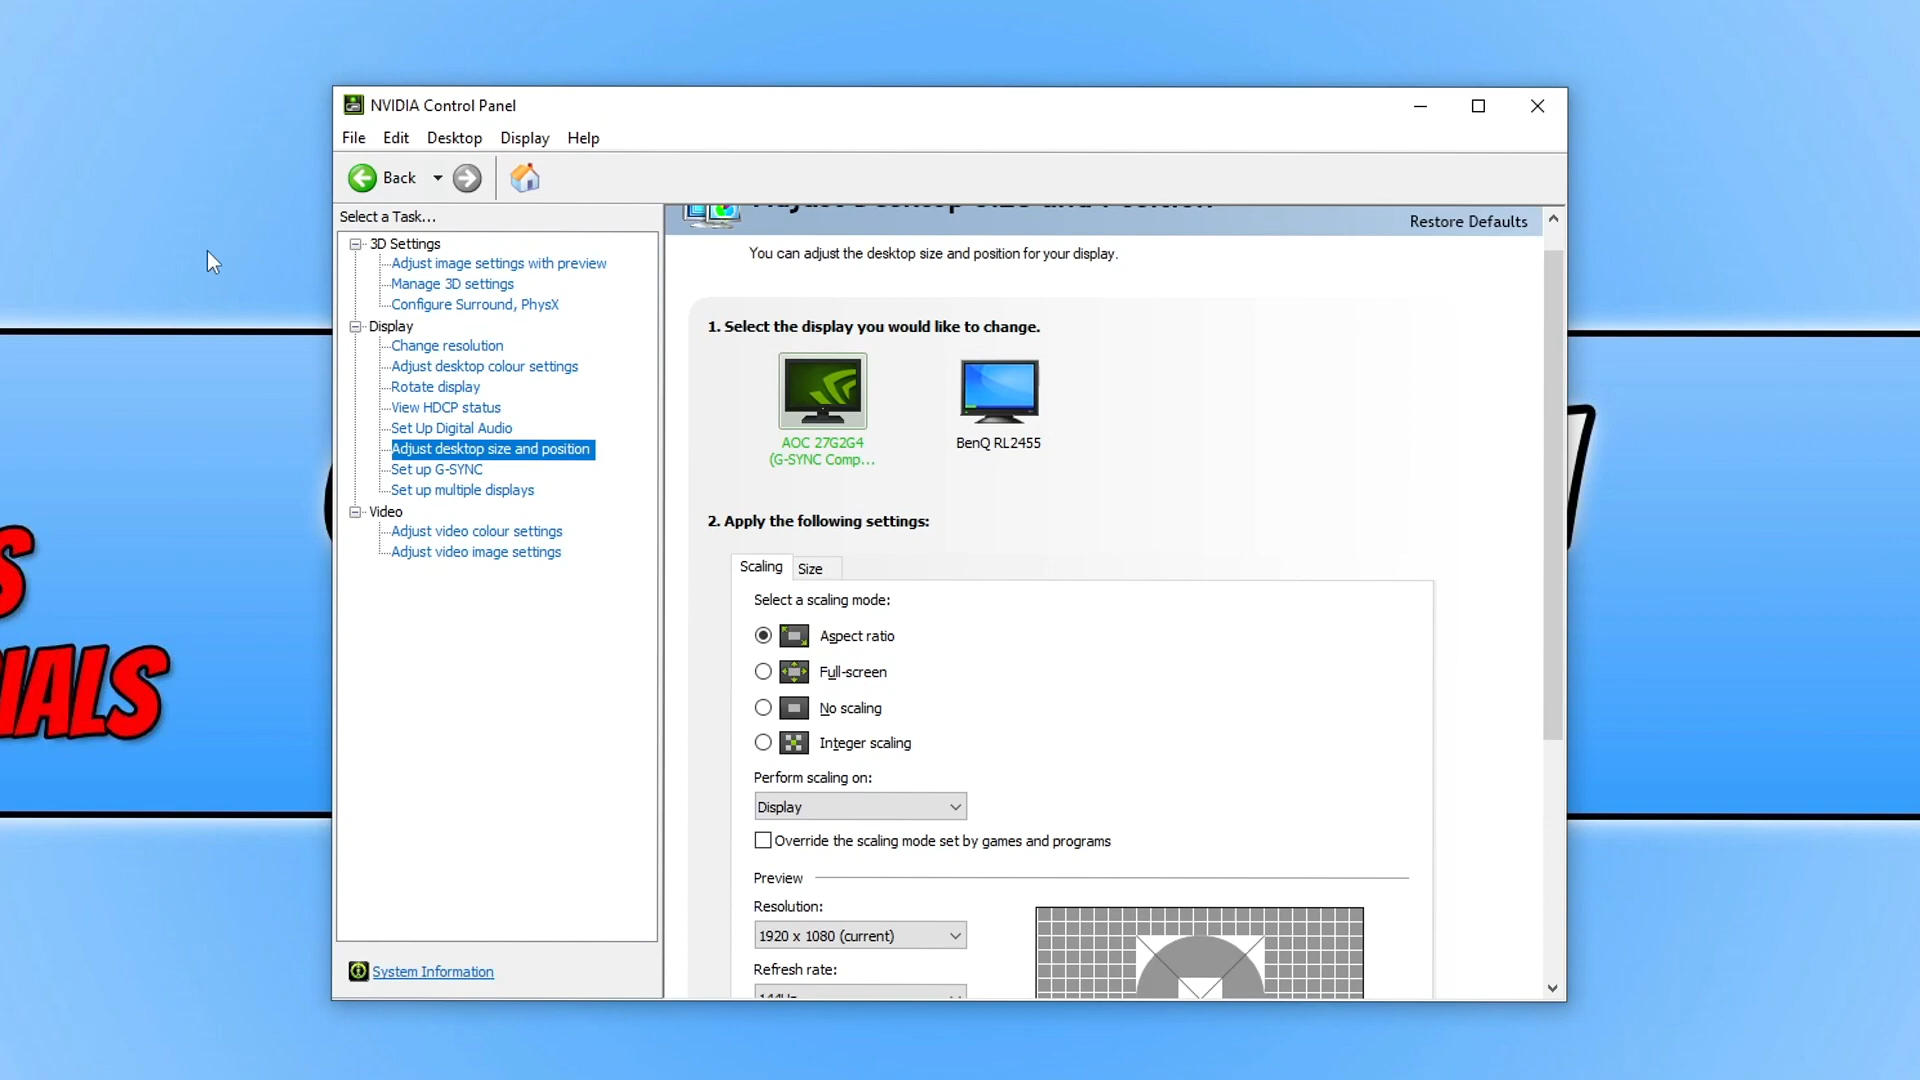 NVIDIA Control Panel
File Edit Desktop Display Help
Back
Select a Task...
3D Settings
Adjust image settings with preview
Manage 3D settings
Configure Surround, PhysX
Display
Change resolution
Adjust desktop colour settings
Rotate display
View HDCP status
Set Up Digital Audio
Adjust desktop size and position
Set up G-SYNC
Set up multiple displays
Video
Adjust video colour settings
Adjust video image settings
System Information
Adjust Desktop Size and Position
Restore Defaults
You can adjust the desktop size and position for your display.
1. Select the display you would like to change.
AOC 27G2G4
(G-SYNC Comp...
BenQ RL2455
2. Apply the following settings:
Scaling Size
Select a scaling mode:
Aspect ratio
Full-screen
No scaling
Integer scaling
Perform scaling on:
Display
Override the scaling mode set by games and programs
Preview
Resolution:
1920 x 1080 (current)
Refresh rate:
144Hz
S
IALS